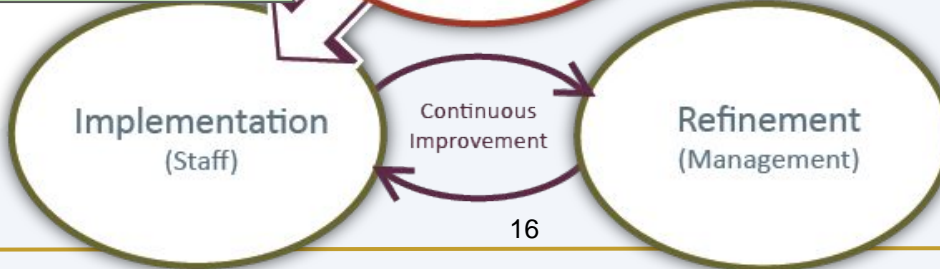 Implementation
(Staff)
Continuous
Improvement
Refinement
(Management)
16